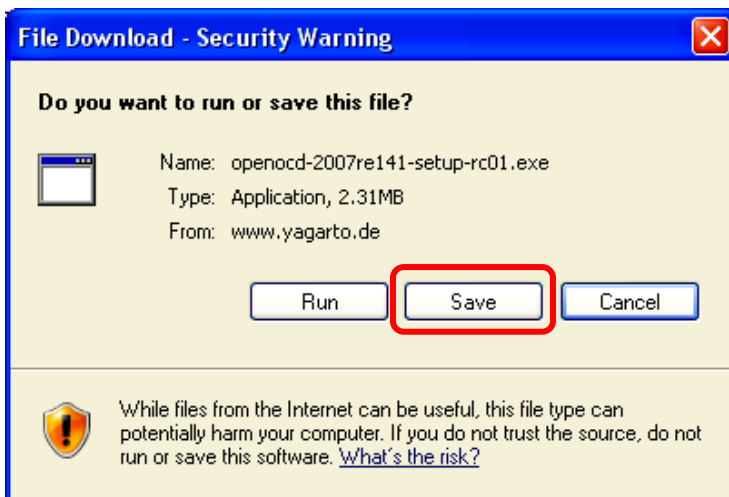 File Download - Security Warning
Do you want to run or save this file?
Name: openocd-2007re141-setup-rc01.exe
Type: Application, 2.31MB
From: www.yagarto.de
Run Save Cancel
While files from the Internet can be useful, this file type can
potentially harm your computer. If you do not trust the source, do not
run or save this software. What's the risk?